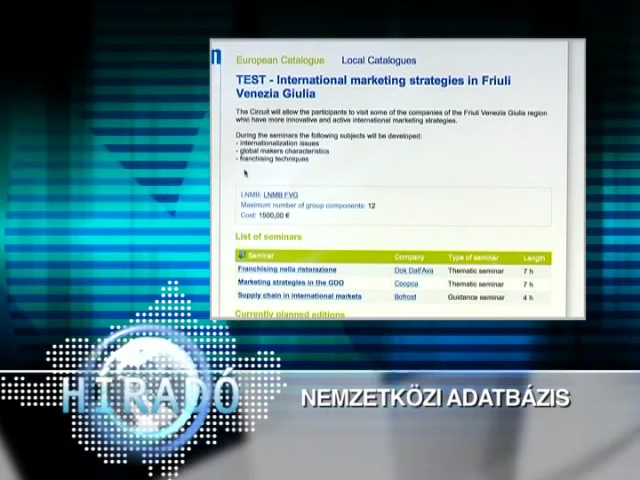 n
European Catalogue Local Catalogues
TEST - International marketing strategies in Friuli
Venezia Giulia
The Circuit will allow the participants to visit some of the companies of the Friuli Venezia Giulia region
which have more innovative and active international marketing strategies.
During the seminars the following subjects will be developed:
- internationalization issues
- global makers characteristics
- franchising techniques
LNMB: LNMB FVG
Maximum number of group components: 12
Cost: 1500,00 €
List of seminars
Seminar Company Type of seminar Length
Franchising nella ristorazione Dok Dall'Ava Thematic seminar 7 h
Marketing strategies in the GDO Coopca Thematic seminar 7 h
Supply chain in international markets Bofrost Guidance seminar 4 h
Currently planned editions
HÍRADÓ
NEMZETKÖZI ADATBÁZIS